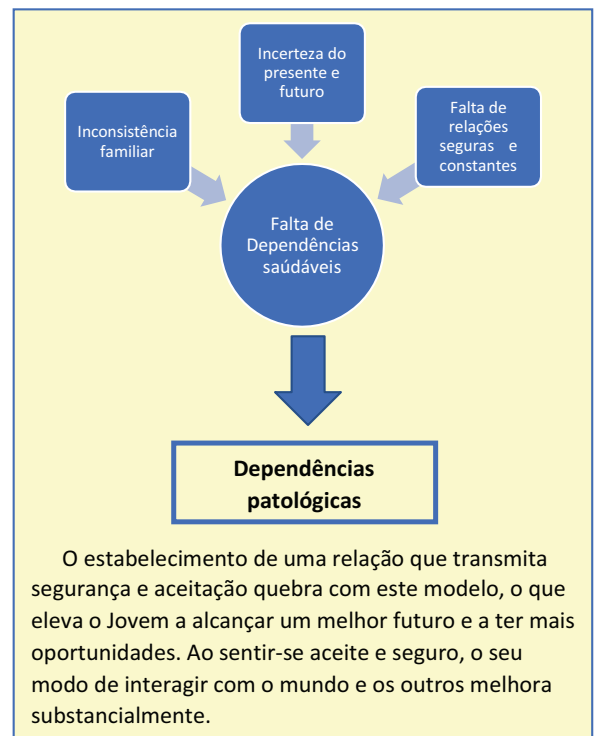 Incerteza do
presente e
futuro
Inconsistência
familiar
Falta de
relações
seguras e
constantes
Falta de
Dependências
saúdáveis
Dependências
patológicas
O estabelecimento de uma relação que transmita
segurança e aceitação quebra com este modelo, o que
eleva o Jovem a alcançar um melhor futuro e a ter mais
oportunidades. Ao sentir-se aceite e seguro, o seu
modo de interagir com o mundo e os outros melhora
substancialmente.